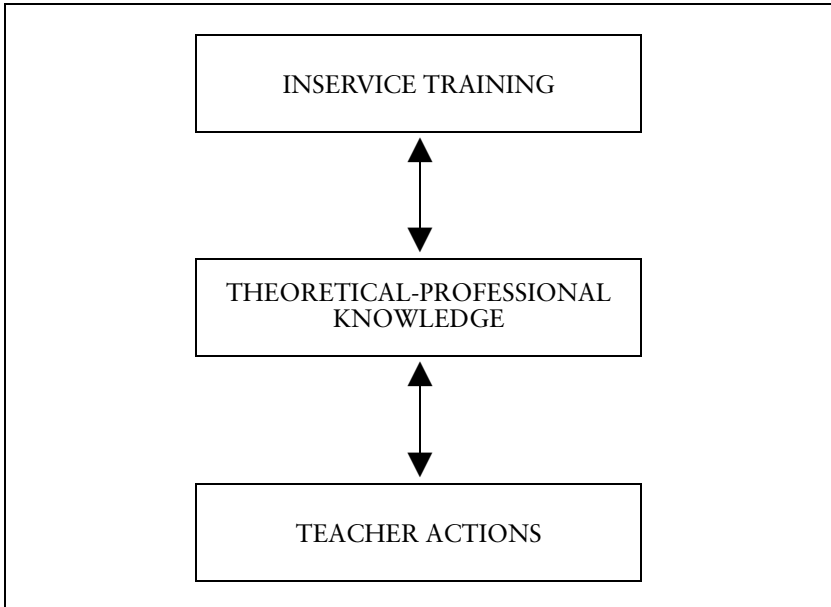 INSERVICE TRAINING
THEORETICAL-PROFESSIONAL
KNOWLEDGE
TEACHER ACTIONS